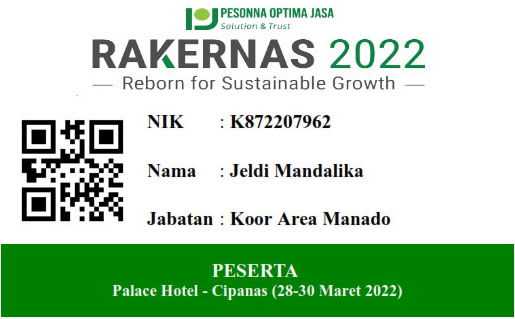 PESONNA OPTIMA JASA
Solution & Trust
RAKERNAS 2022
Reborn for Sustainable Growth
NIK : K872207962
Nama : Jeldi Mandalika
Jabatan : Koor Area Manado
PESERTA
Palace Hotel - Cipanas (28-30 Maret 2022)